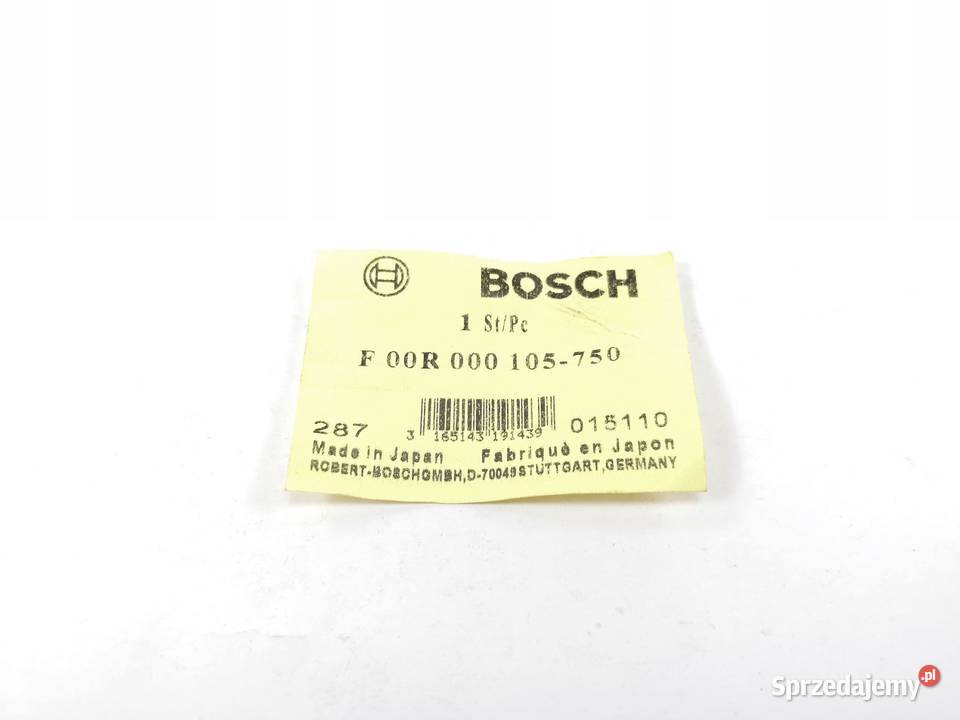 BOSCH
1 St/Pc
F 00R 000 105-750
287 3 165143 191439 015110
Made in Japan Fabriquè en Japon
ROBERT-BOSCHGMBH,D-70049STUTTGART,GERMANY
Sprzedajemy.pl